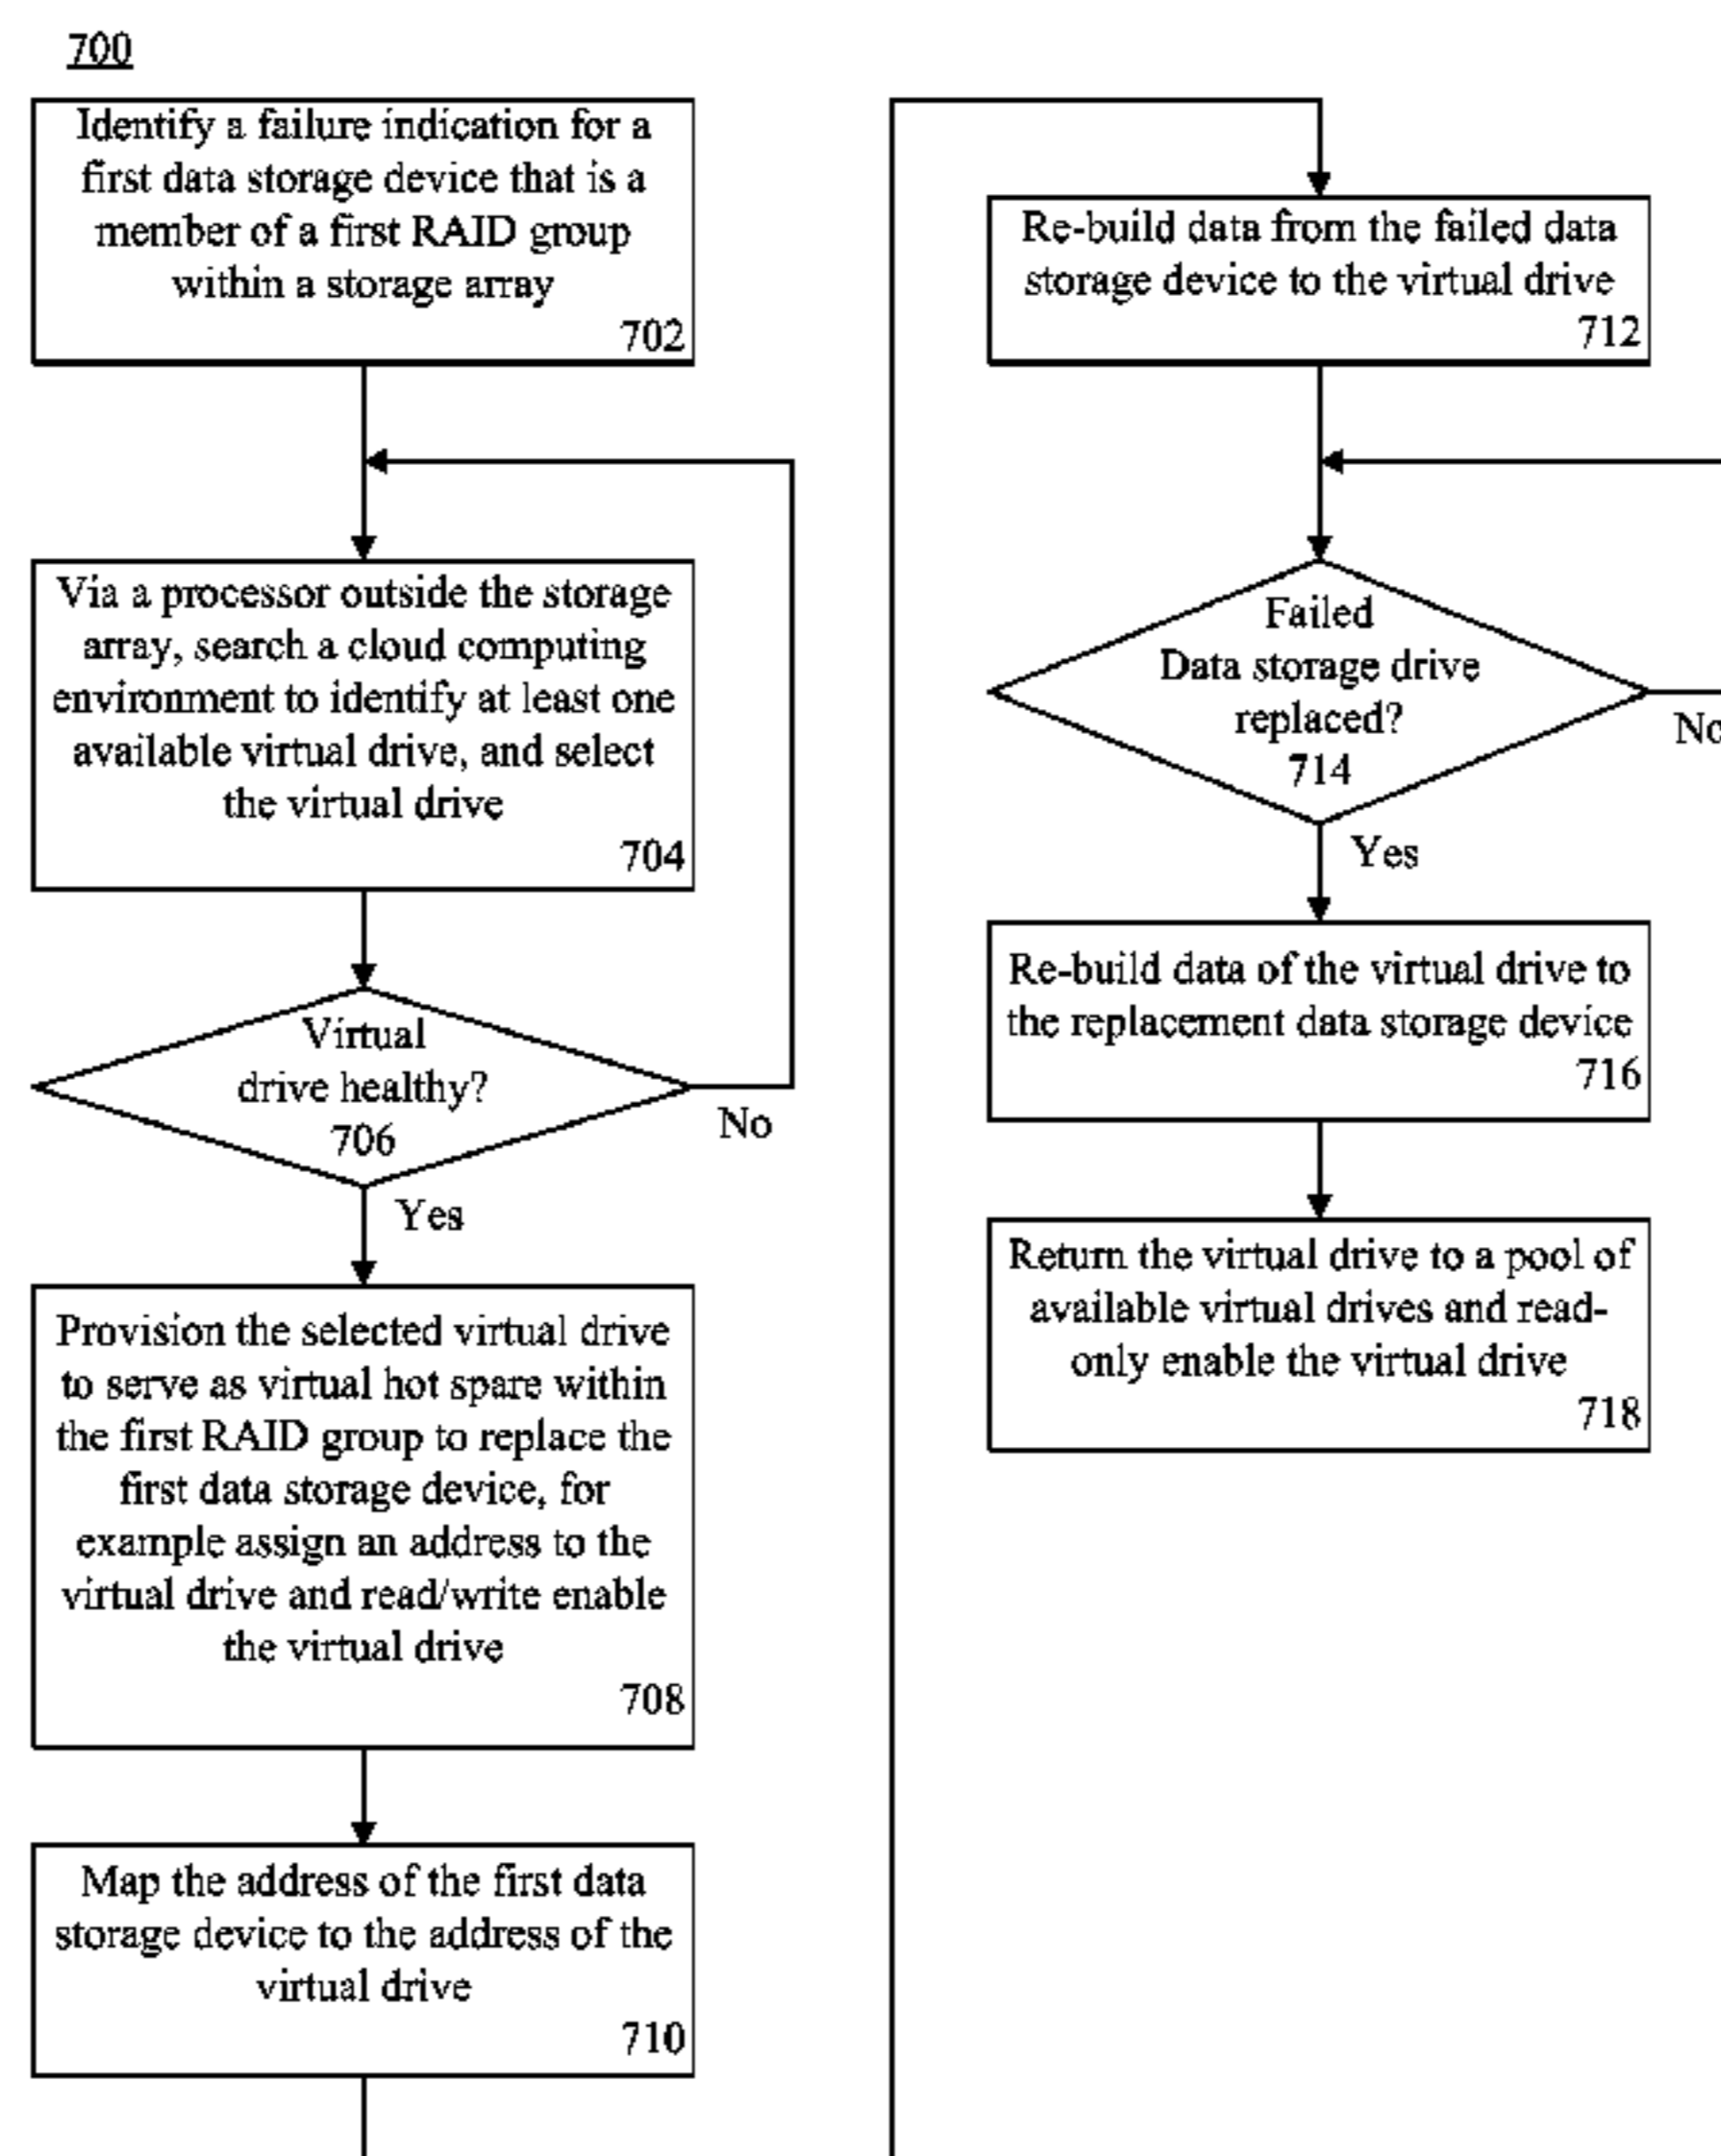 700
Identify a failure indication for a
first data storage device that is a
member of a first RAID group
within a storage array
702
Via a processor outside the storage
array, search a cloud computing
environment to identify at least one
available virtual drive, and select
the virtual drive
704
Virtual
drive healthy?
706
No
Yes
Provision the selected virtual drive
to serve as virtual hot spare within
the first RAID group to replace the
first data storage device, for
example assign an address to the
virtual drive and read/write enable
the virtual drive
708
Map the address of the first data
storage device to the address of the
virtual drive
710
Re-build data from the failed data
storage device to the virtual drive
712
Failed
Data storage drive
replaced?
714
No
Yes
Re-build data of the virtual drive to
the replacement data storage device
716
Return the virtual drive to a pool of
available virtual drives and read-
only enable the virtual drive
718